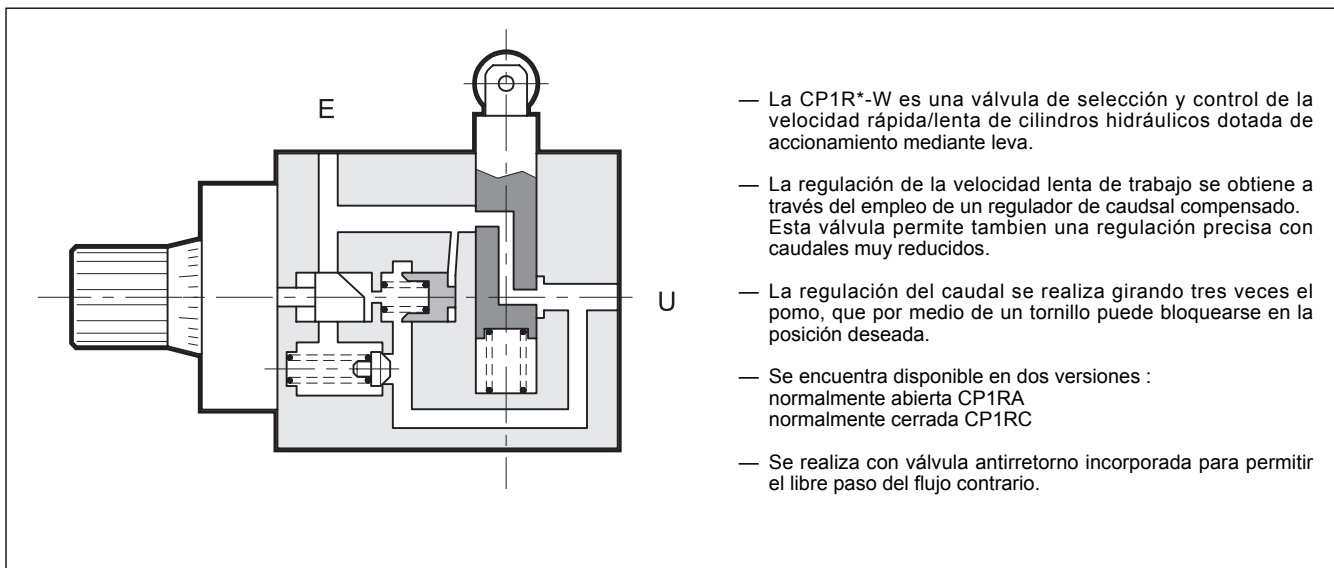 E
U
— La CP1R*-W es una válvula de selección y control de la
velocidad rápida/lenta de cilindros hidráulicos dotada de
accionamiento mediante leva.
— La regulación de la velocidad lenta de trabajo se obtiene a
través del empleo de un regulador de caudsal compensado.
Esta válvula permite tambien una regulación precisa con
caudales muy reducidos.
— La regulación del caudal se realiza girando tres veces el
pomo, que por medio de un tornillo puede bloquearse en la
posición deseada.
— Se encuentra disponible en dos versiones :
normalmente abierta CP1RA
normalmente cerrada CP1RC
— Se realiza con válvula antirretorno incorporada para permitir
el libre paso del flujo contrario.